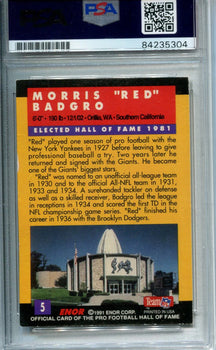 PSA
84235304
MORRIS "RED"
BADGRO
6'-0" • 190 lb • 12/1/02 • Orillia, WA • Southern California
ELECTED HALL OF FAME 1981
"Red" played one season of pro football with the
New York Yankees in 1927 before leaving to give
professional baseball a try. Two years later he
returned and signed with the Giants. He became
one of the Giants' biggest stars.
"Red" was named to an unofficial all-league team
in 1930 and to the official All-NFL team in 1931,
1933 and 1934. A surehanded tackler on defense
as well as a skilled receiver, Badgro led the league
in receptions in 1934 and scored the first TD in the
NFL championship game series. "Red" finished his
career in 1936 with the Brooklyn Dodgers.
5
ENOR
©1991 ENOR CORP.
OFFICIAL CARD OF THE PRO FOOTBALL HALL OF FAME
Team NFL
PRINTED IN USA